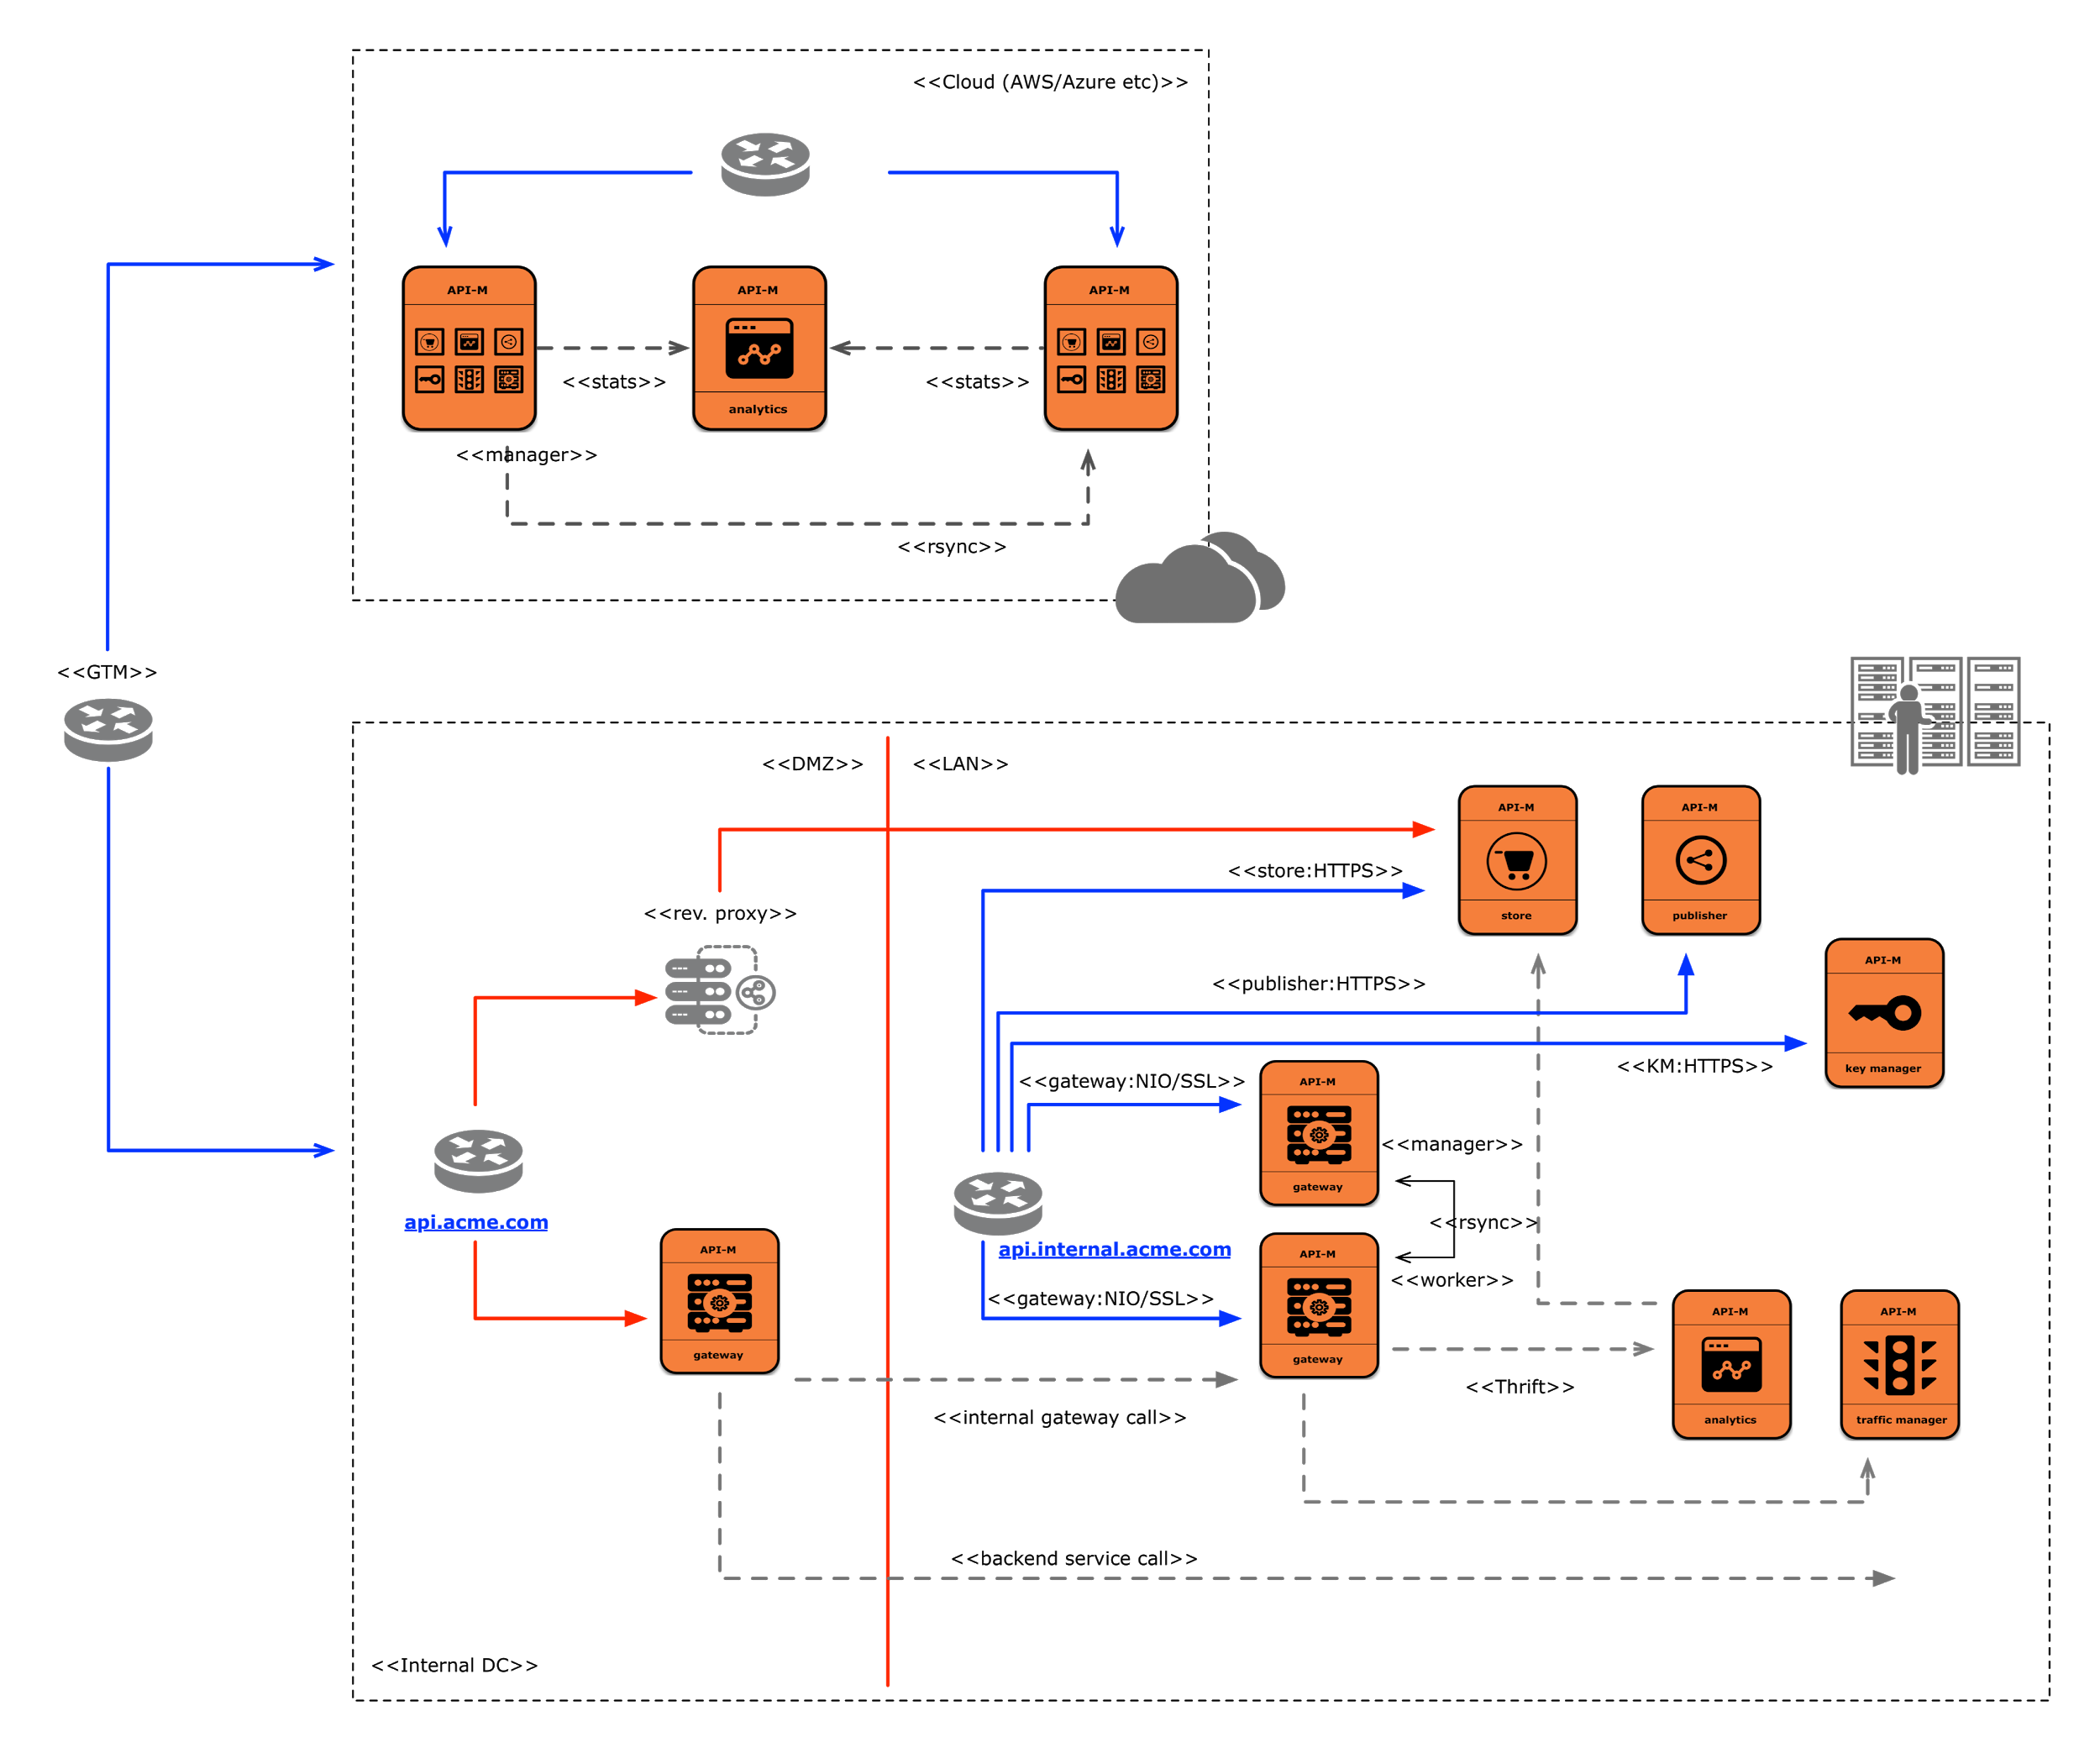 <<Cloud (AWS/Azure etc)>>
API-M
API-M
API-M
<<stats>>
<<stats>>
analytics
<<manager>>
<<rsync>>
<<GTM>>
<<DMZ>>
<<LAN>>
API-M
API-M
<<store:HTTPS>>
<<rev. proxy>>
store
publisher
API-M
<<publisher:HTTPS>>
<<KM:HTTPS>>
key manager
<<gateway:NIO/SSL>>
API-M
<<manager>>
gateway
api.acme.com
<<rsync>>
API-M
api.internal.acme.com
API-M
<<worker>>
<<gateway:NIO/SSL>>
API-M
API-M
gateway
gateway
<<Thrift>>
<<internal gateway call>>
analytics
traffic manager
<<backend service call>>
<<Internal DC>>